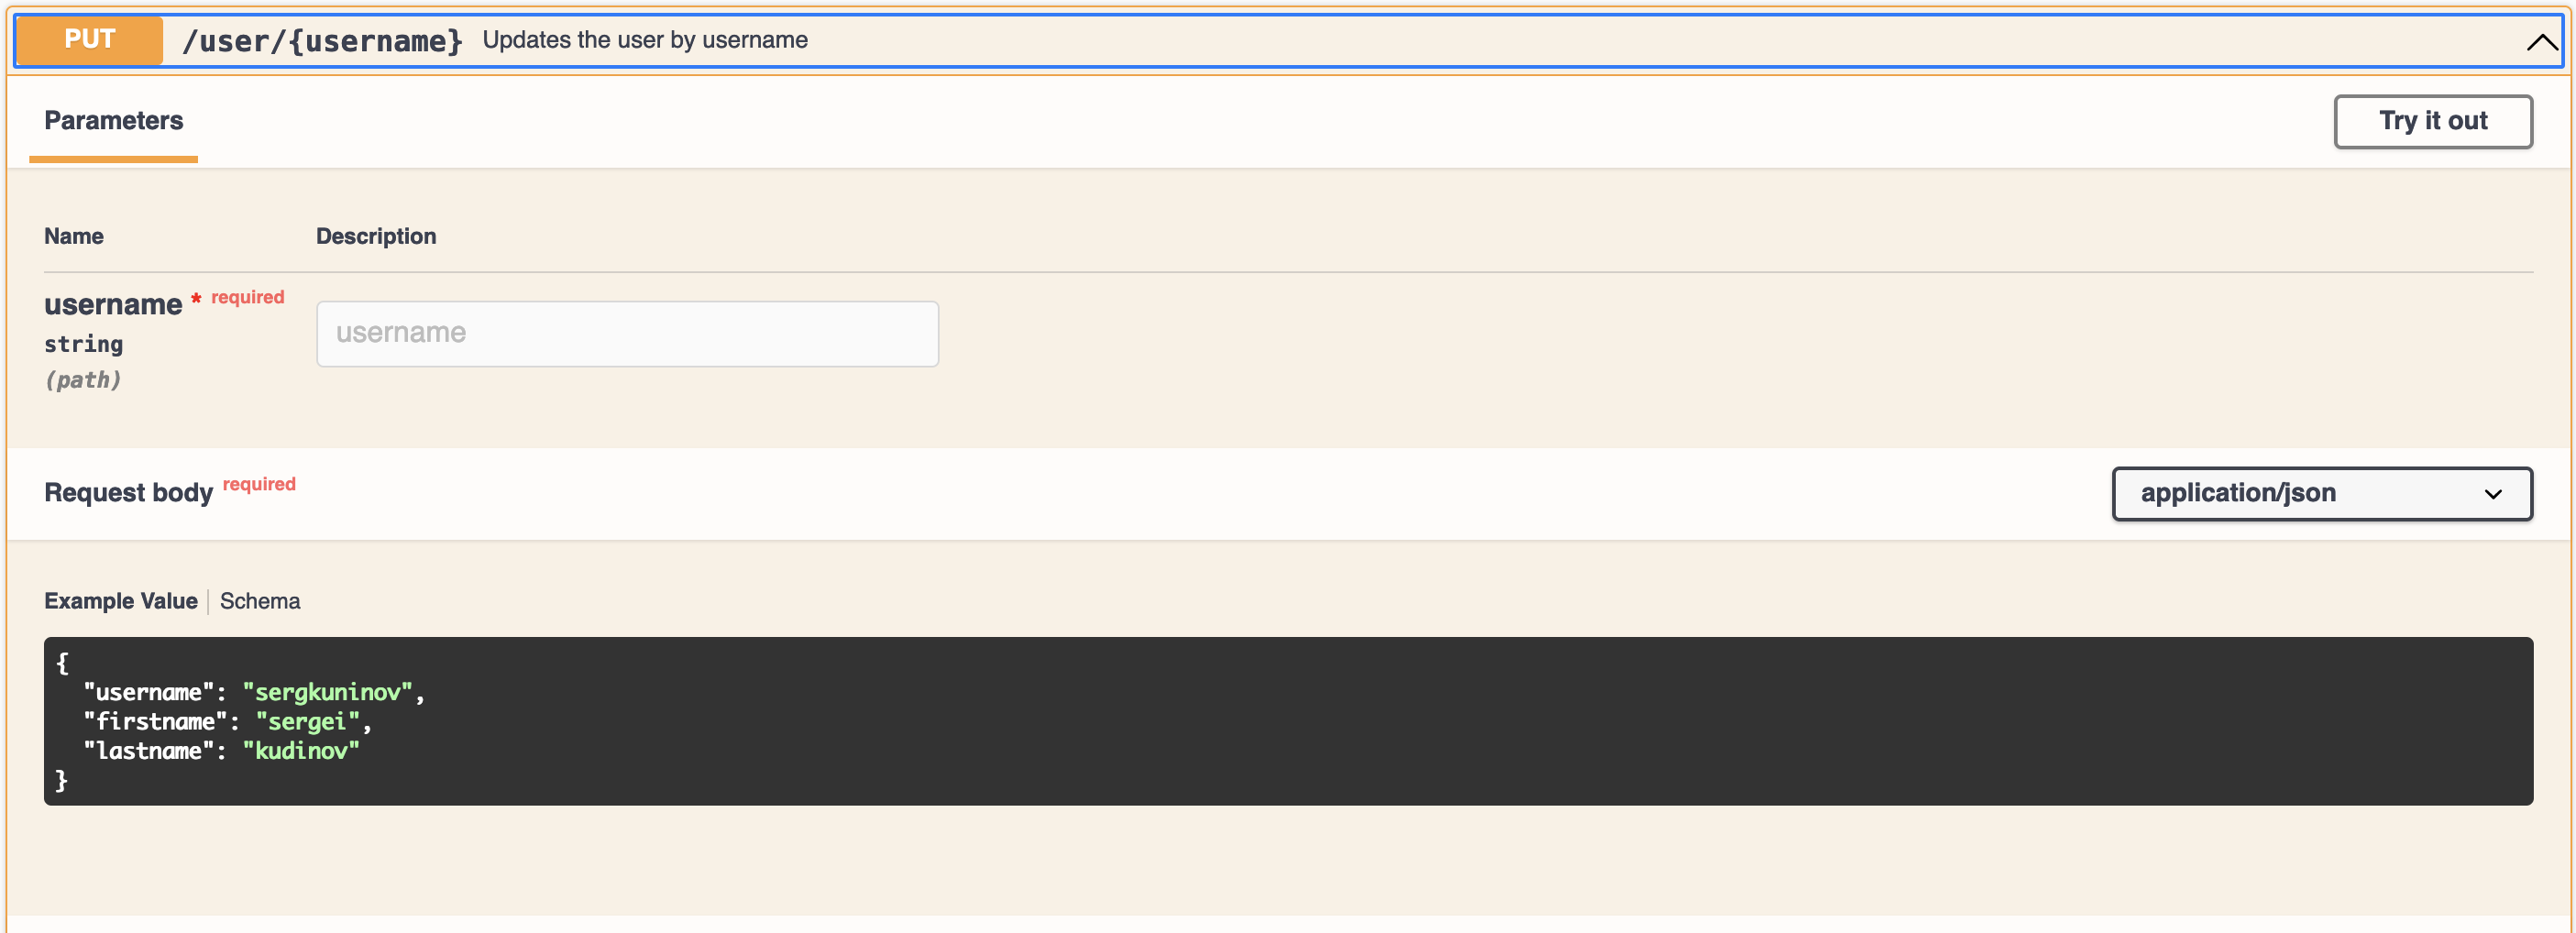 PUT /user/{username} Updates the user by username
Parameters
Try it out
Name Description
username * required
string
(path)
username
Request body required
application/json
Example Value | Schema
{
  "username": "sergkuninov",
  "firstname": "sergei",
  "lastname": "kudinov"
}